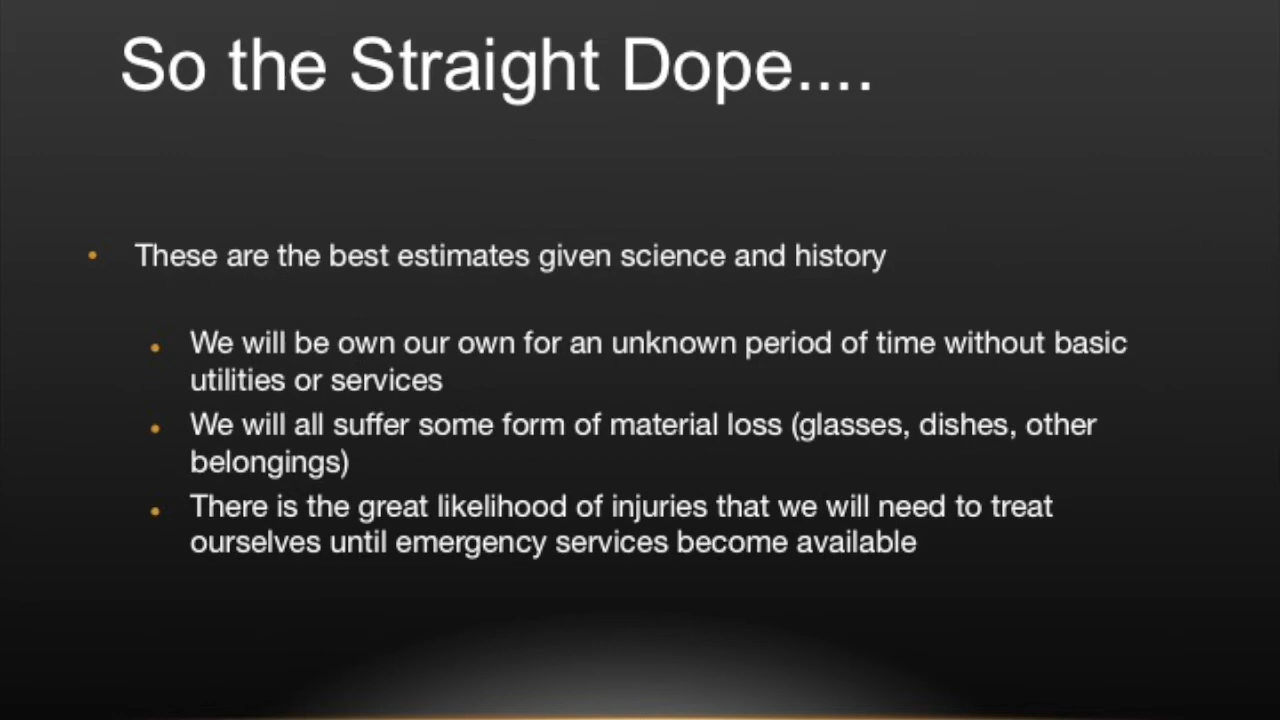 So the Straight Dope....
• These are the best estimates given science and history
• We will be own our own for an unknown period of time without basic
utilities or services
• We will all suffer some form of material loss (glasses, dishes, other
belongings)
• There is the great likelihood of injuries that we will need to treat
ourselves until emergency services become available